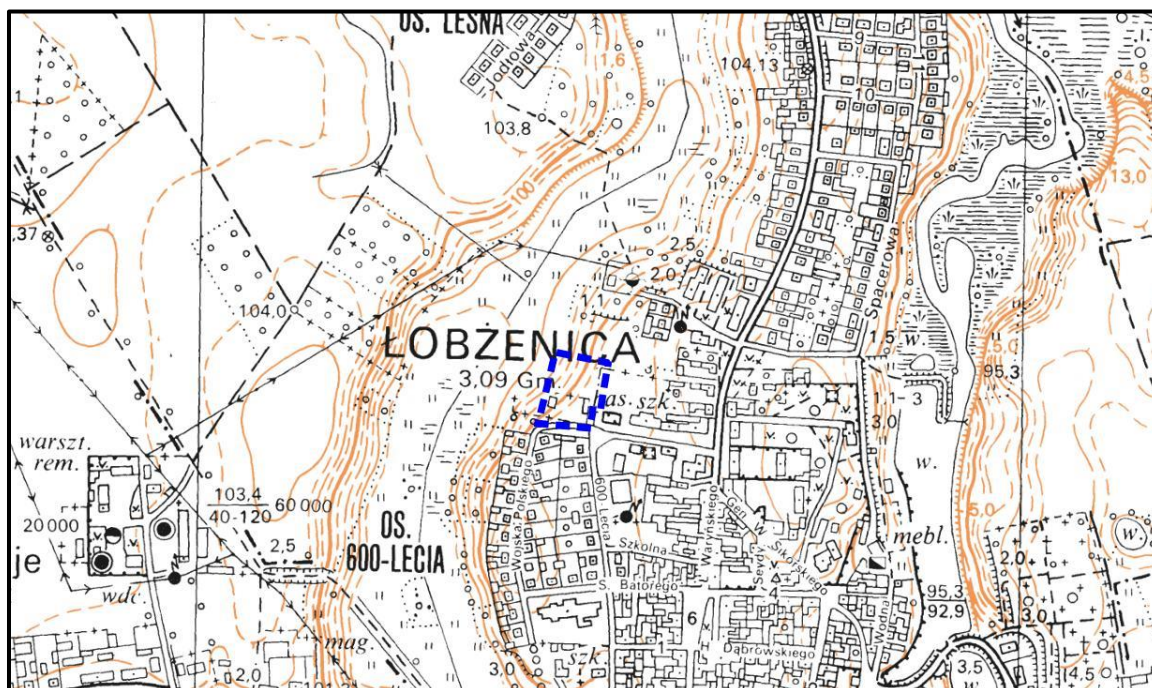 OS. LEŚNA
Jodłowa
1,6
9
104,13
10
4,5
103,8
100
13,0
,37
2,5
2,0
Spacerowa
1,1
104,0
1,5
w.
ŁOBŻENICA
3,09 Gm.
95,3
as. szk.
1-3
3,0
warszt.
rem.
w.
103,4
60 000
40-120
20 000
5,0
OS.
600-LECIA
Wojska Polskiego
600 Lecia
L. Waryńskiego
Gen. W. Sikorskiego
Seydy
Szkolna
mebl.
w.
2,5
2,0
je
S. Batorego
95,3
92,9
3,0
4
6
Wodna
mag.
szk.
1
Dąbrówskiego
3,0
2,0
3,5
4,5
w.